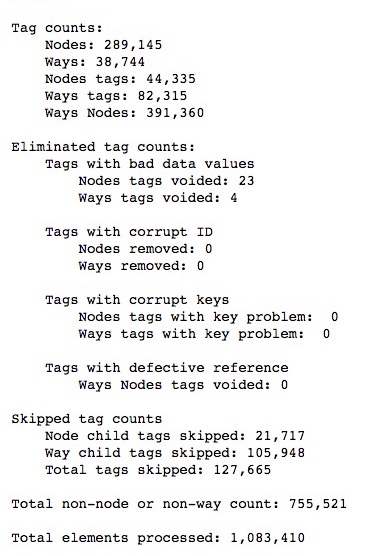 Tag counts:
Nodes: 289,145
Ways: 38,744
Nodes tags: 44,335
Ways tags: 82,315
Ways Nodes: 391,360
Eliminated tag counts:
Tags with bad data values
Nodes tags voided: 23
Ways tags voided: 4
Tags with corrupt ID
Nodes removed: 0
Ways removed: 0
Tags with corrupt keys
Nodes tags with key problem:  0
Ways tags with key problem:  0
Tags with defective reference
Ways Nodes tags voided: 0
Skipped tag counts
Node child tags skipped: 21,717
Way child tags skipped: 105,948
Total tags skipped: 127,665
Total non-node or non-way count: 755,521
Total elements processed: 1,083,410